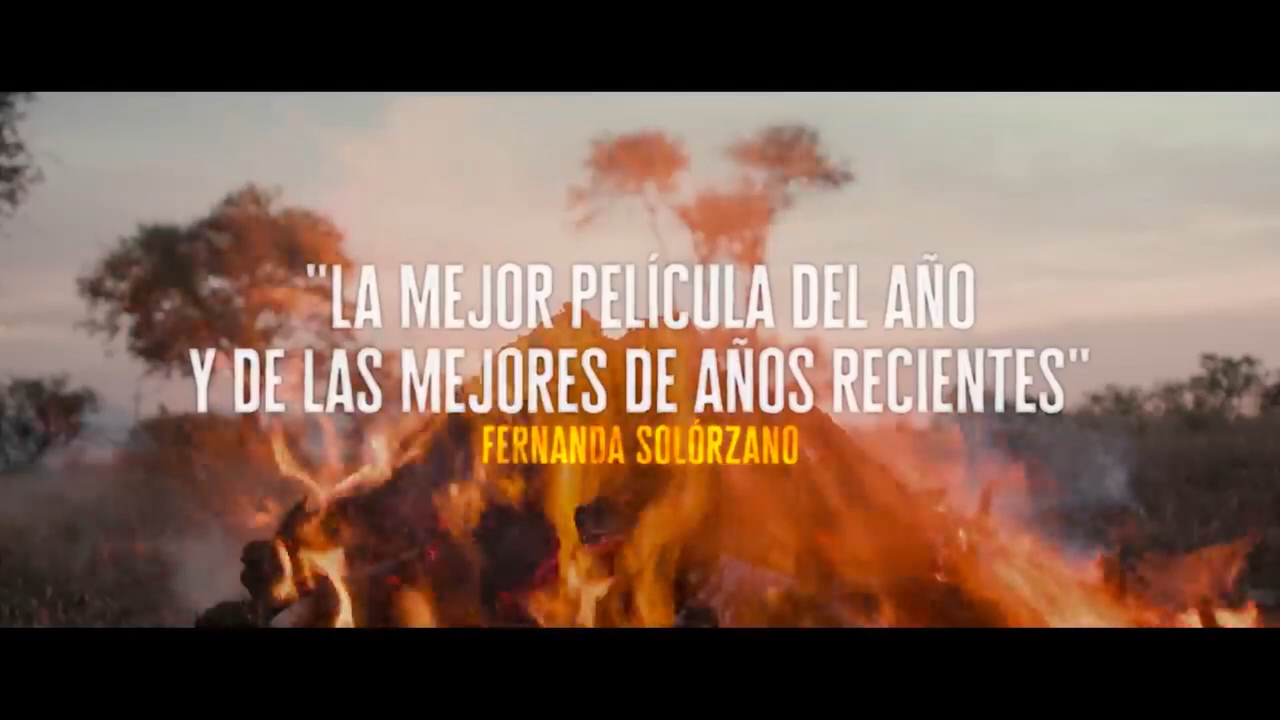 "LA MEJOR PELÍCULA DEL AÑO
Y DE LAS MEJORES DE AÑOS RECIENTES"
FERNANDA SOLÓRZANO